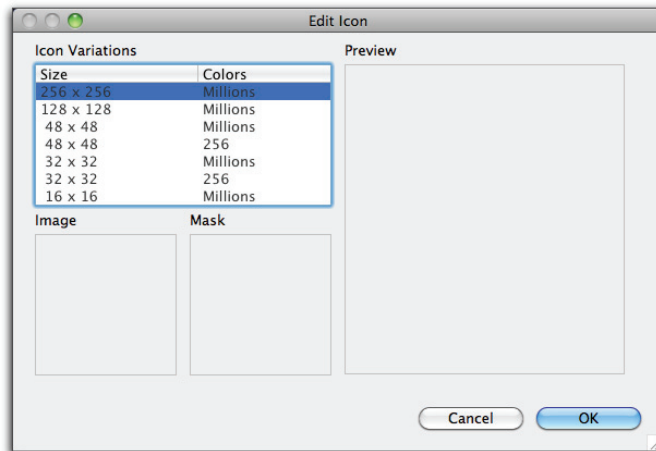 Edit Icon
Icon Variations
Preview
Size Colors
256 x 256 Millions
128 x 128 Millions
48 x 48 Millions
48 x 48 256
32 x 32 Millions
32 x 32 256
16 x 16 Millions
Image Mask
Cancel OK